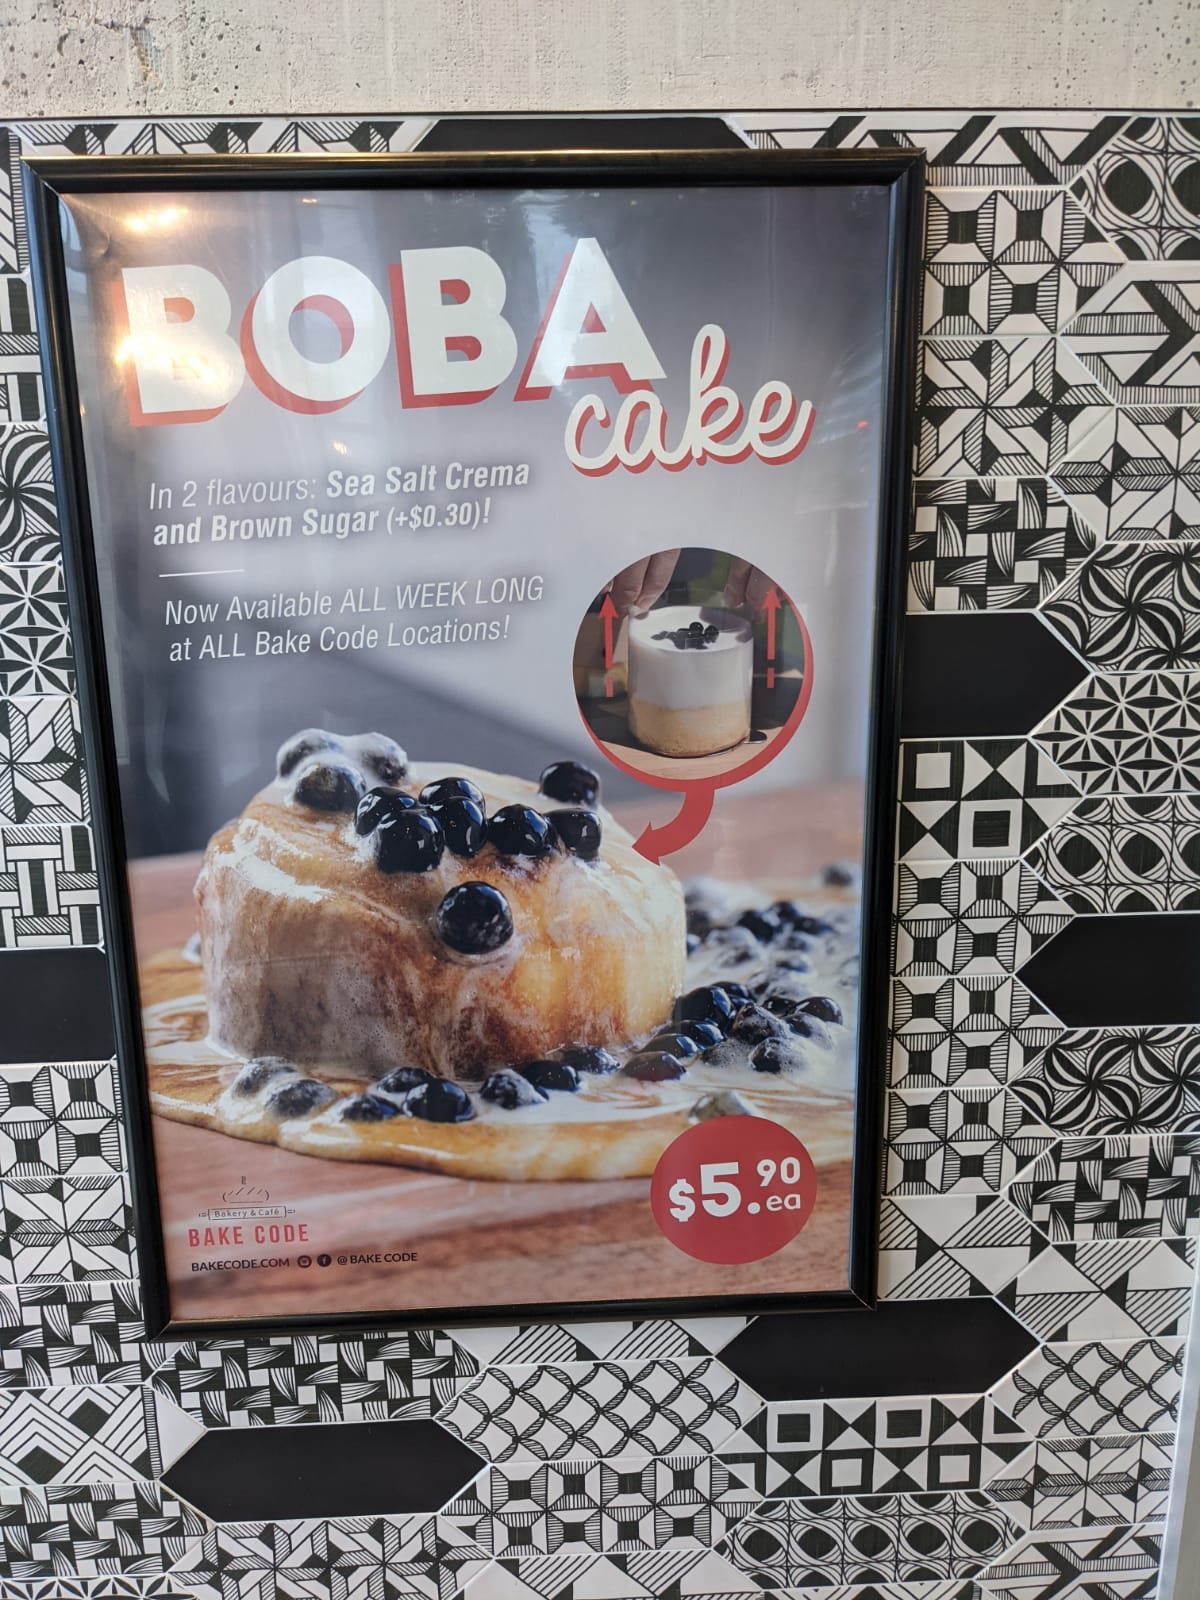 BOBA
cake
In 2 flavours: Sea Salt Crema
and Brown Sugar (+$0.30)!
Now Available ALL WEEK LONG
at ALL Bake Code Locations!
$5.90
ea
Bakery & Café
BAKE CODE
BAKECODE.COM @BAKE CODE